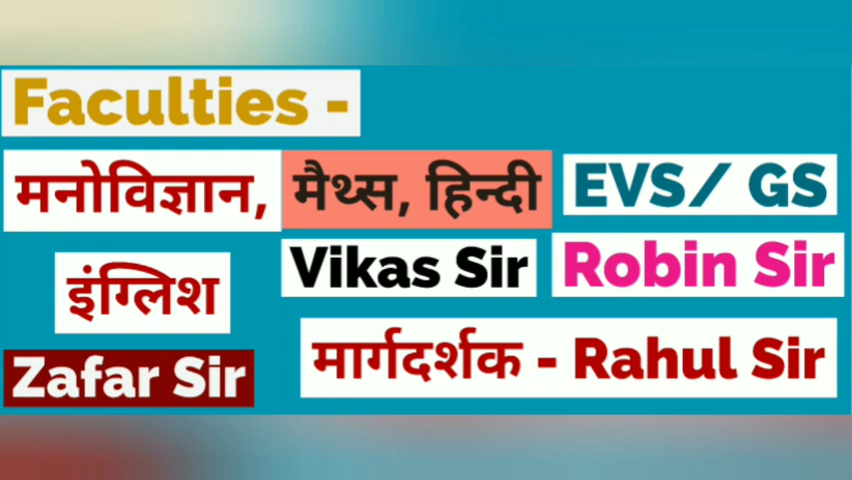 Faculties -
मनोविज्ञान,
इंग्लिश
Zafar Sir
मैथ्स, हिन्दी
Vikas Sir
EVS/ GS
Robin Sir
मार्गदर्शक - Rahul Sir